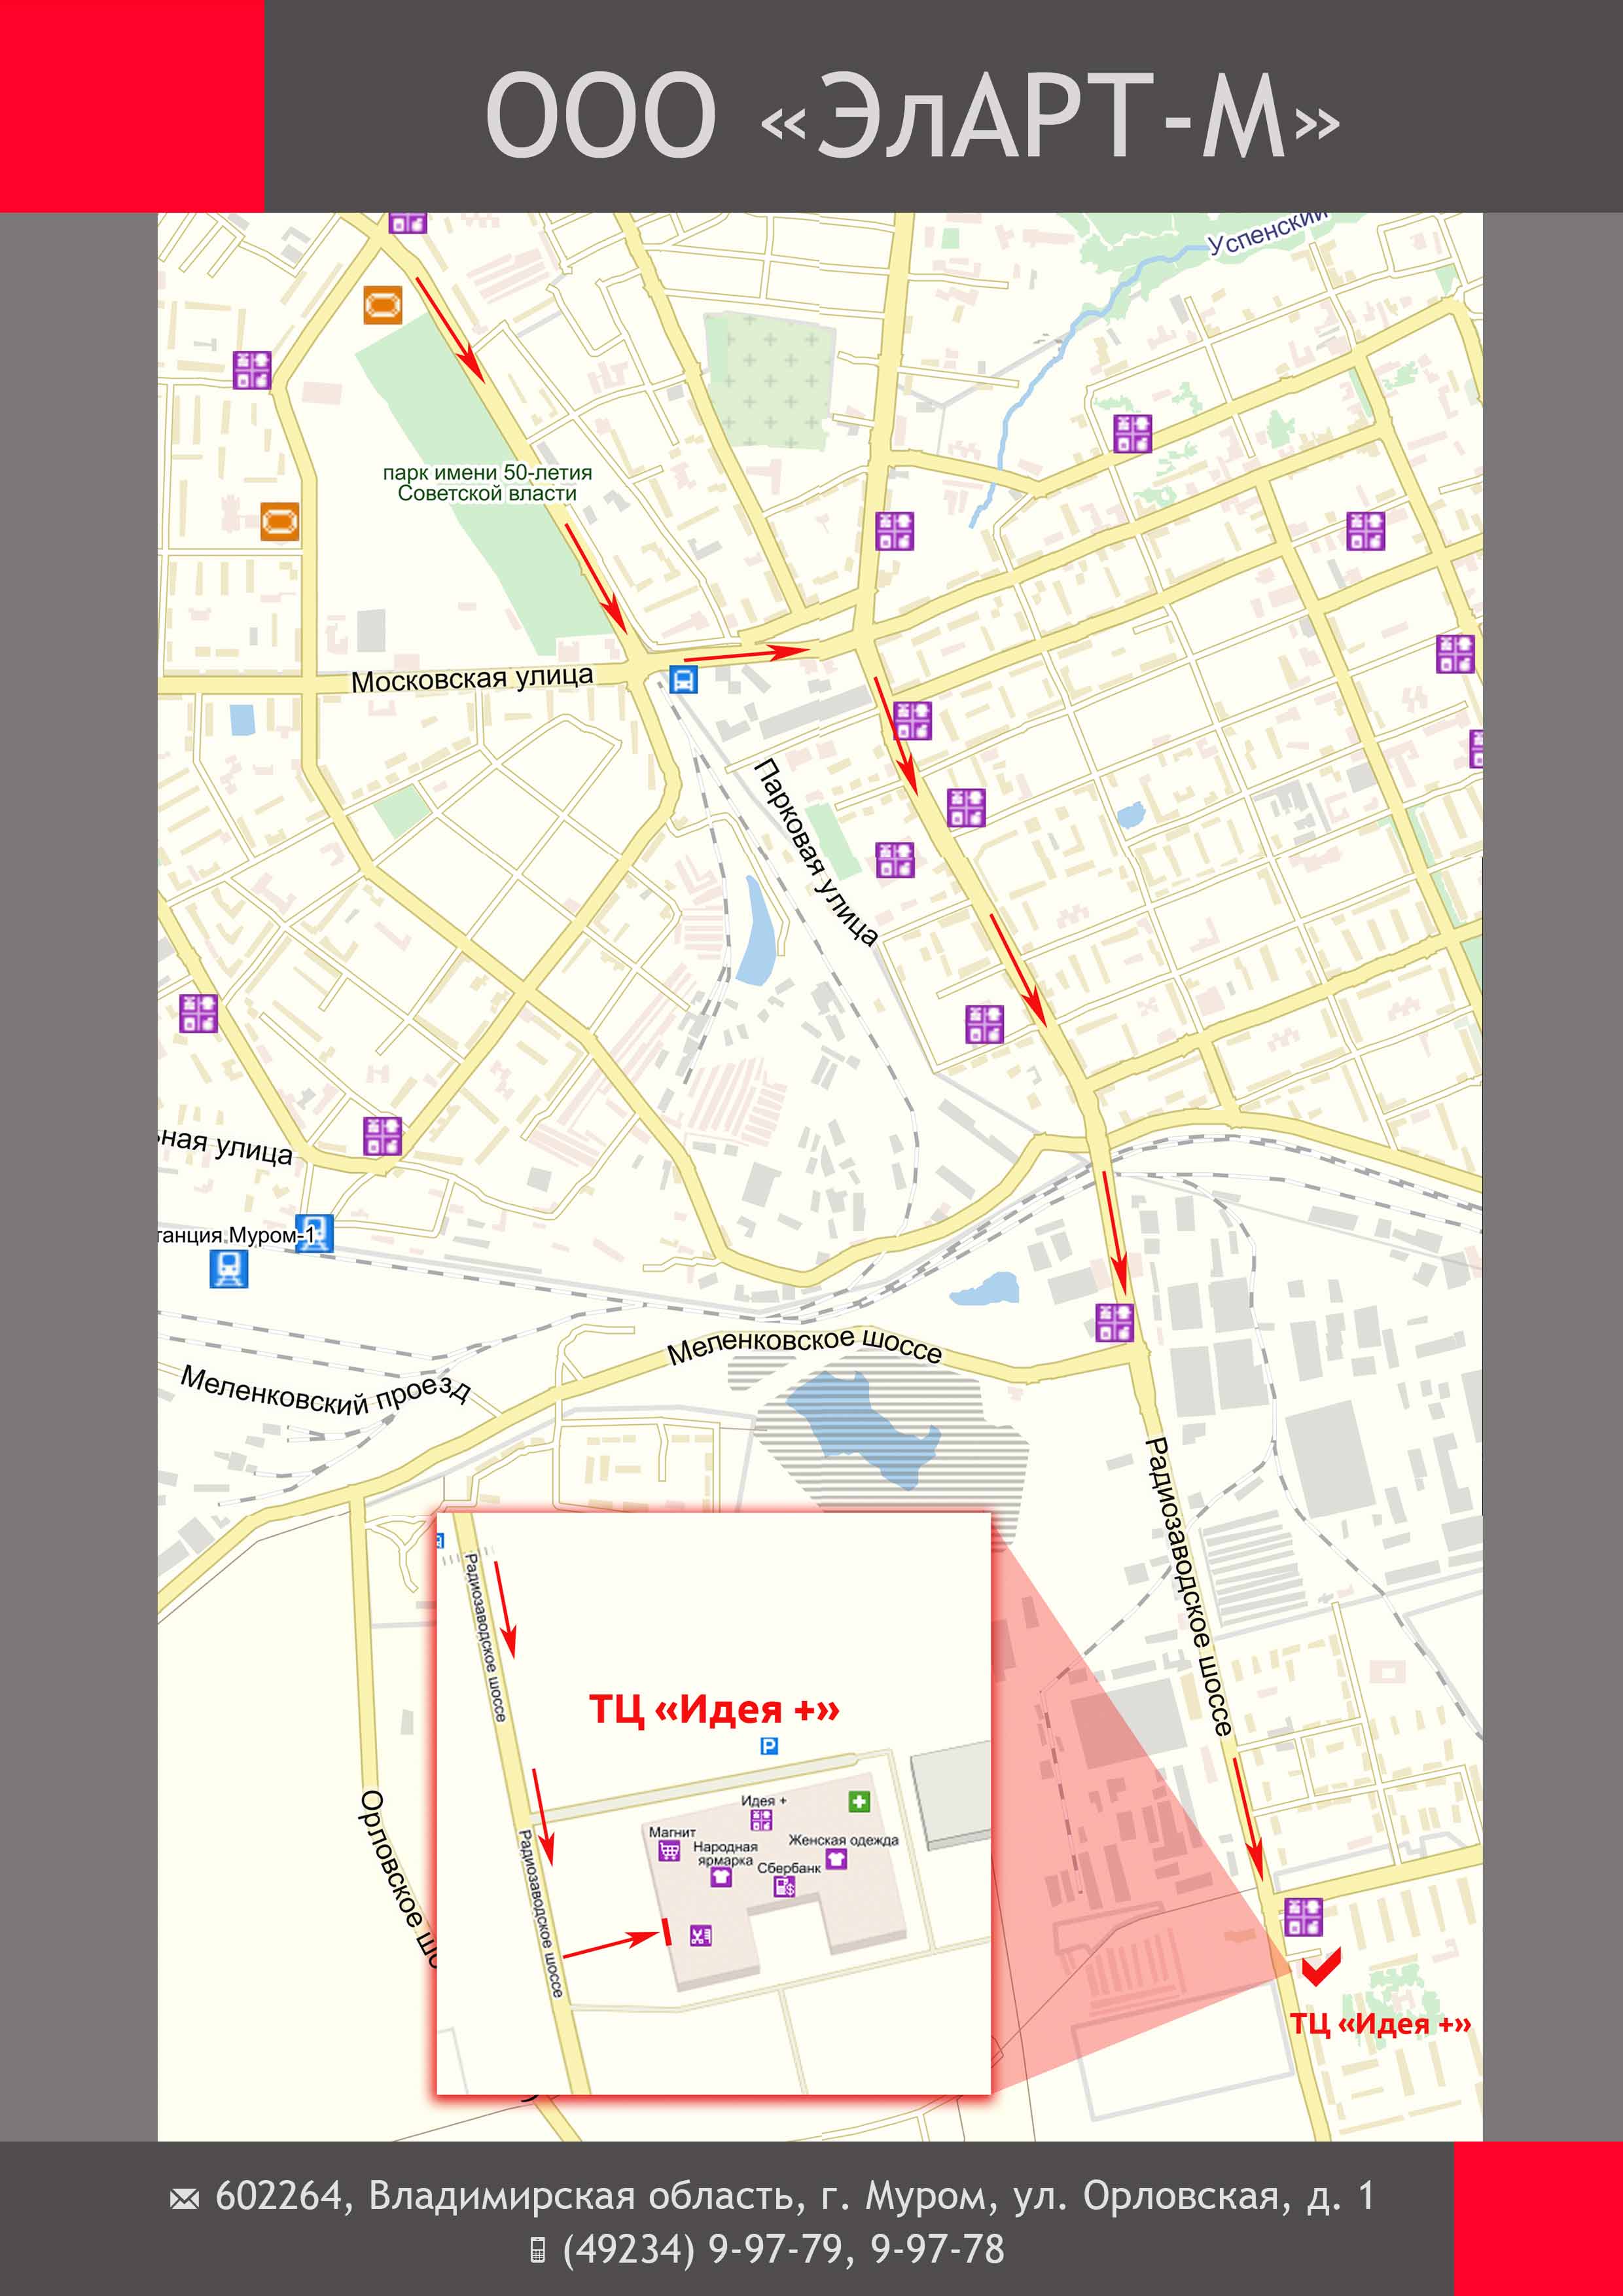 ООО «ЭлАРТ-М»
Успенский
парк имени 50-летия
Советской власти
Московская улица
Парковая улица
ьная улица
танция Муром-1
Меленковское шоссе
Меленковский проезд
Радиозаводское шоссе
Орловское шо
Радиозаводское шоссе
ТЦ «Идея +»
P
Идея +
Магнит
Народная
ярмарка
Женская одежда
Сбербанк
Радиозаводское шоссе
ТЦ «Идея +»
602264, Владимирская область, г. Муром, ул. Орловская, д. 1
(49234) 9-97-79, 9-97-78